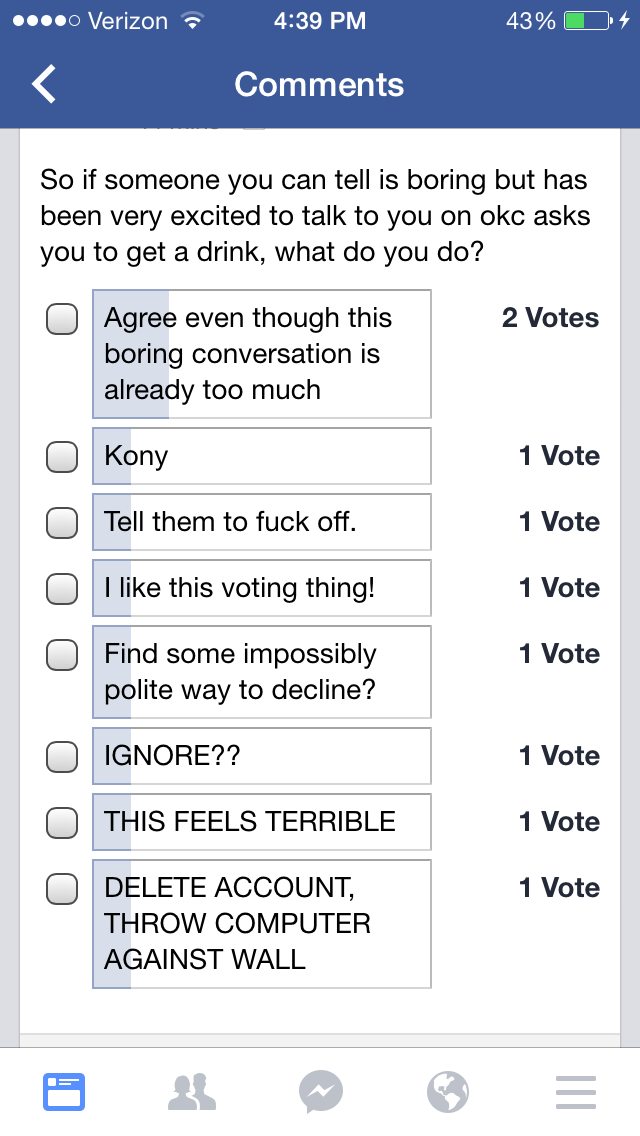 Verizon 4:39 PM 43%
Comments
So if someone you can tell is boring but has
been very excited to talk to you on okc asks
you to get a drink, what do you do?
Agree even though this
boring conversation is
already too much
2 Votes
Kony
1 Vote
Tell them to fuck off.
1 Vote
I like this voting thing!
1 Vote
Find some impossibly
polite way to decline?
1 Vote
IGNORE??
1 Vote
THIS FEELS TERRIBLE
1 Vote
DELETE ACCOUNT,
THROW COMPUTER
AGAINST WALL
1 Vote